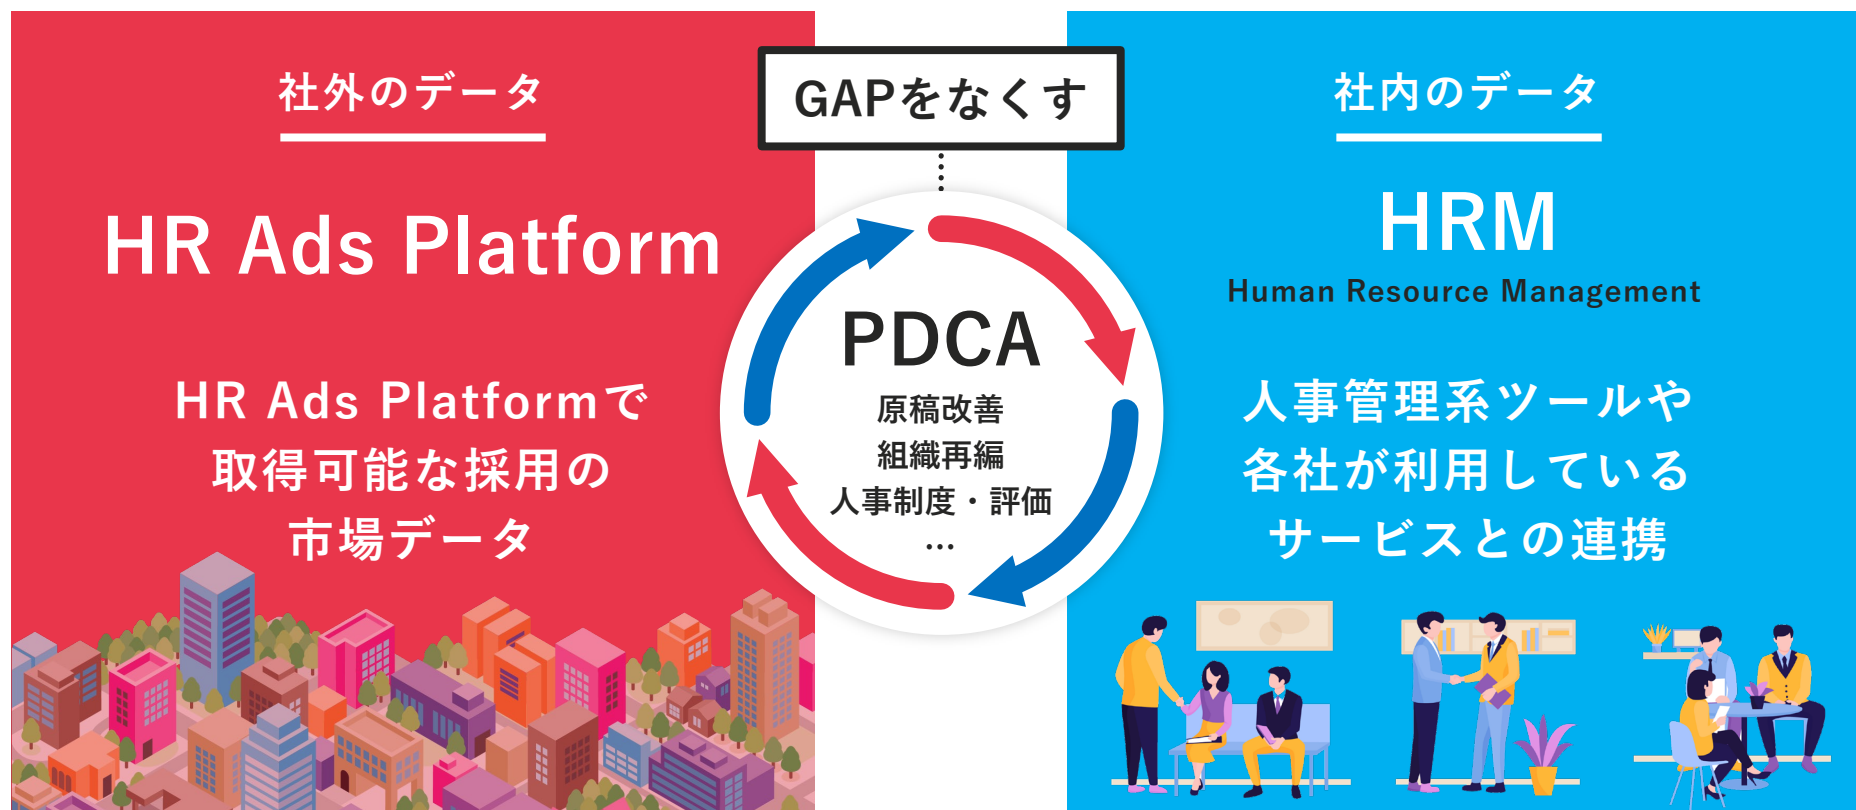 社外のデータ
HR Ads Platform
HR Ads Platformで
取得可能な採用の
市場データ
GAPをなくす
PDCA
原稿改善
組織再編
人事制度・評価
…
社内のデータ
HRM
Human Resource Management
人事管理系ツールや
各社が利用している
サービスとの連携